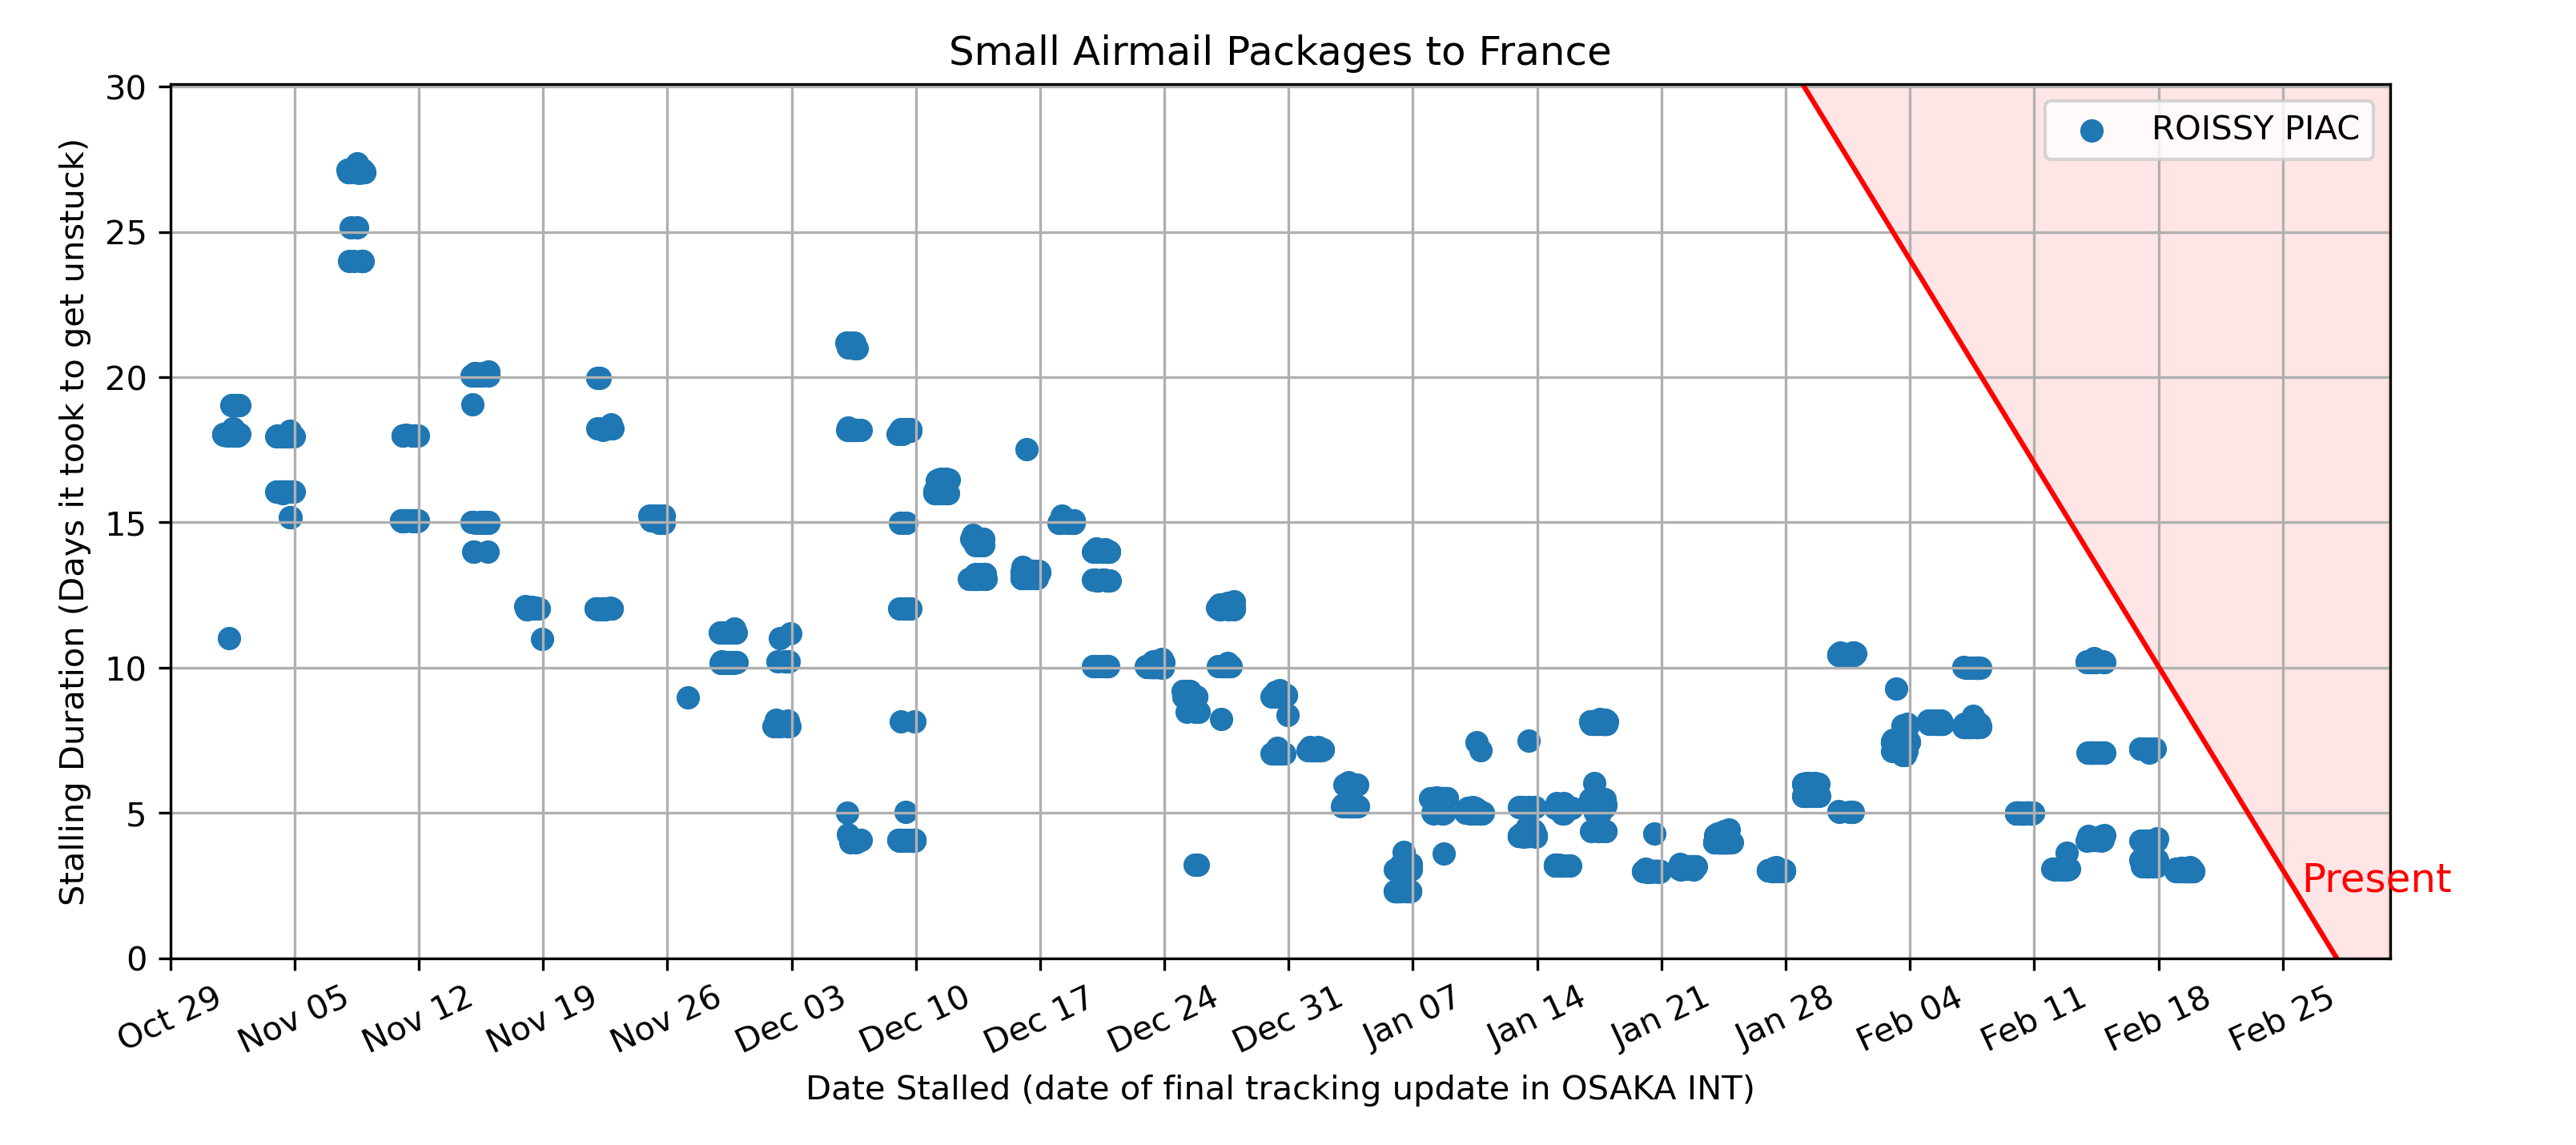 Small Airmail Packages to France
ROISSY PIAC
30
25
20
15
10
5
0
Stalling Duration (Days it took to get unstuck)
Present
Oct 29
Nov 05
Nov 12
Nov 19
Nov 26
Dec 03
Dec 10
Dec 17
Dec 24
Dec 31
Jan 07
Jan 14
Jan 21
Jan 28
Feb 04
Feb 11
Feb 18
Feb 25
Date Stalled (date of final tracking update in OSAKA INT)